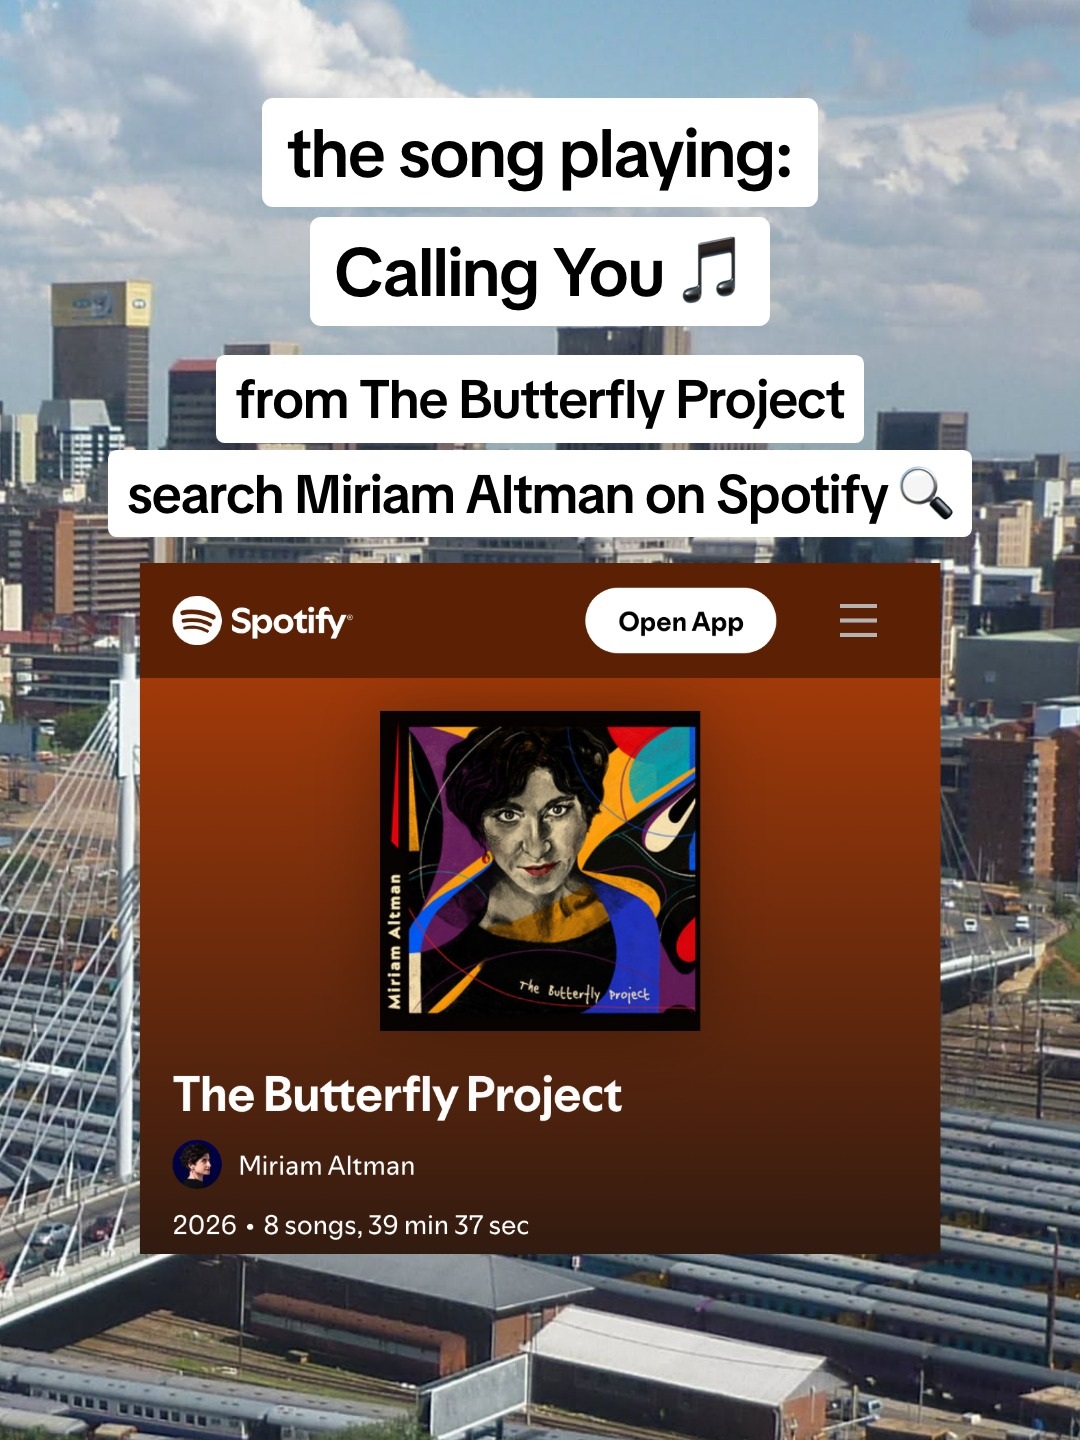 the song playing:
Calling You 🎵
from The Butterfly Project
search Miriam Altman on Spotify 🔍
Spotify®
Open App
Miriam Altman
The Butterfly Project
The Butterfly Project
Miriam Altman
2026 • 8 songs, 39 min 37 sec